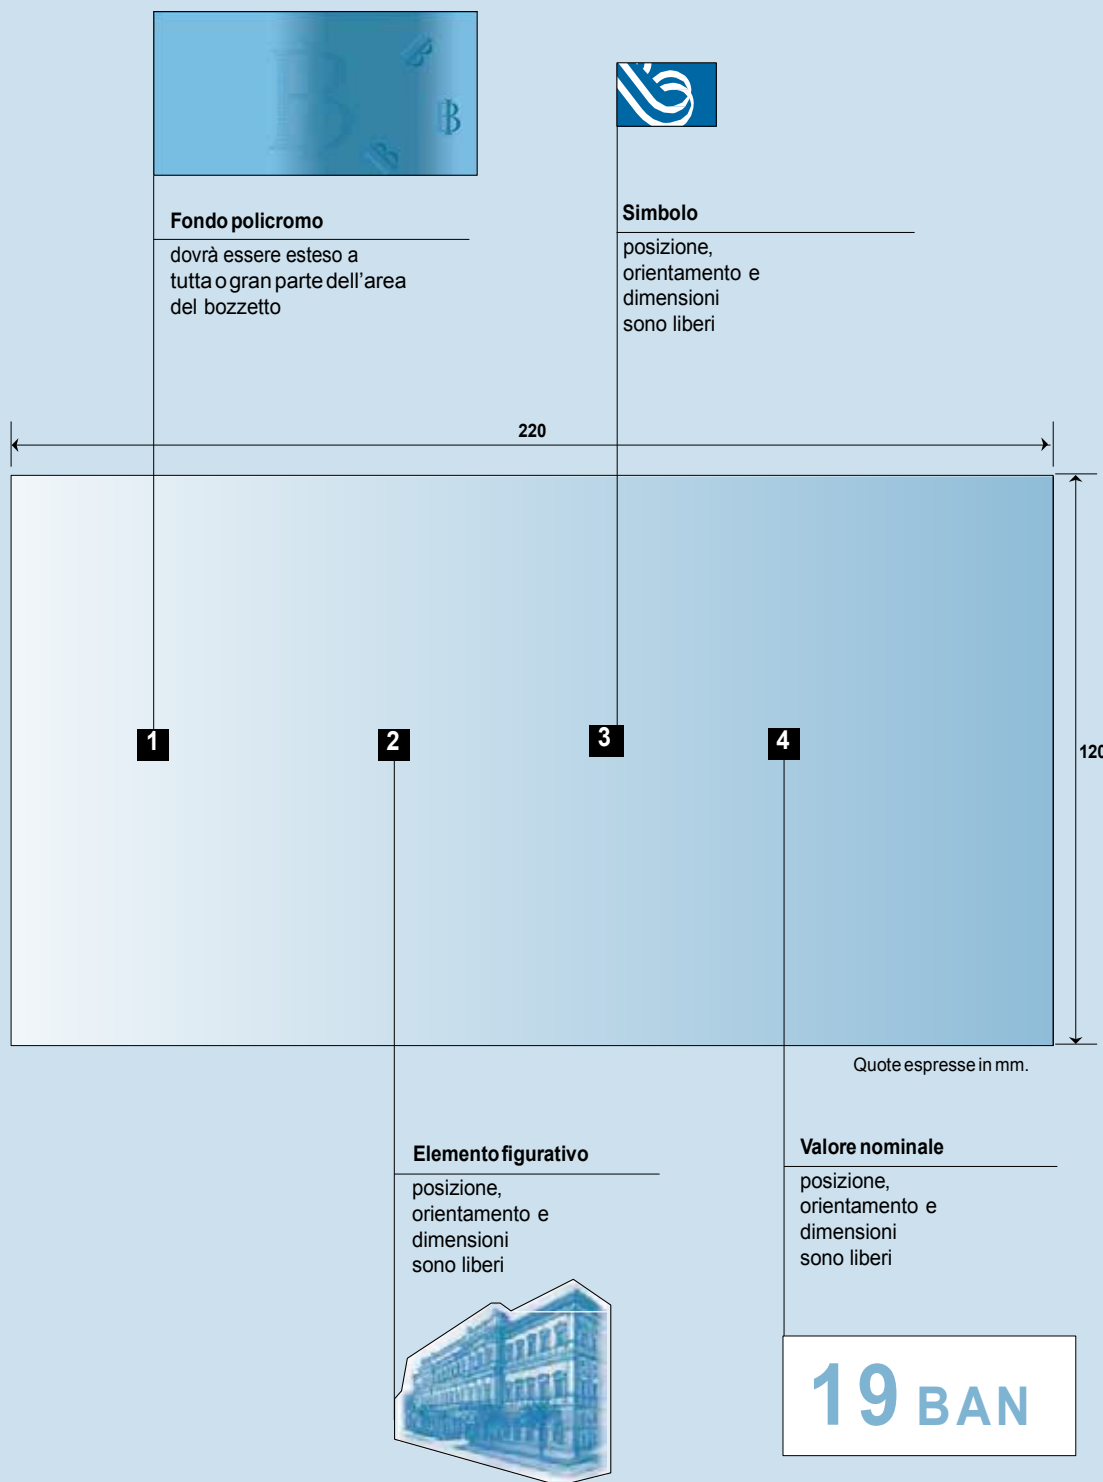 Fondo policromo
dovrà essere esteso a
tutta o gran parte dell’area
del bozzetto
Simbolo
posizione,
orientamento e
dimensioni
sono liberi
220
1
2
3
4
120
Quote espresse in mm.
Elemento figurativo
posizione,
orientamento e
dimensioni
sono liberi
Valore nominale
posizione,
orientamento e
dimensioni
sono liberi
19 BAN